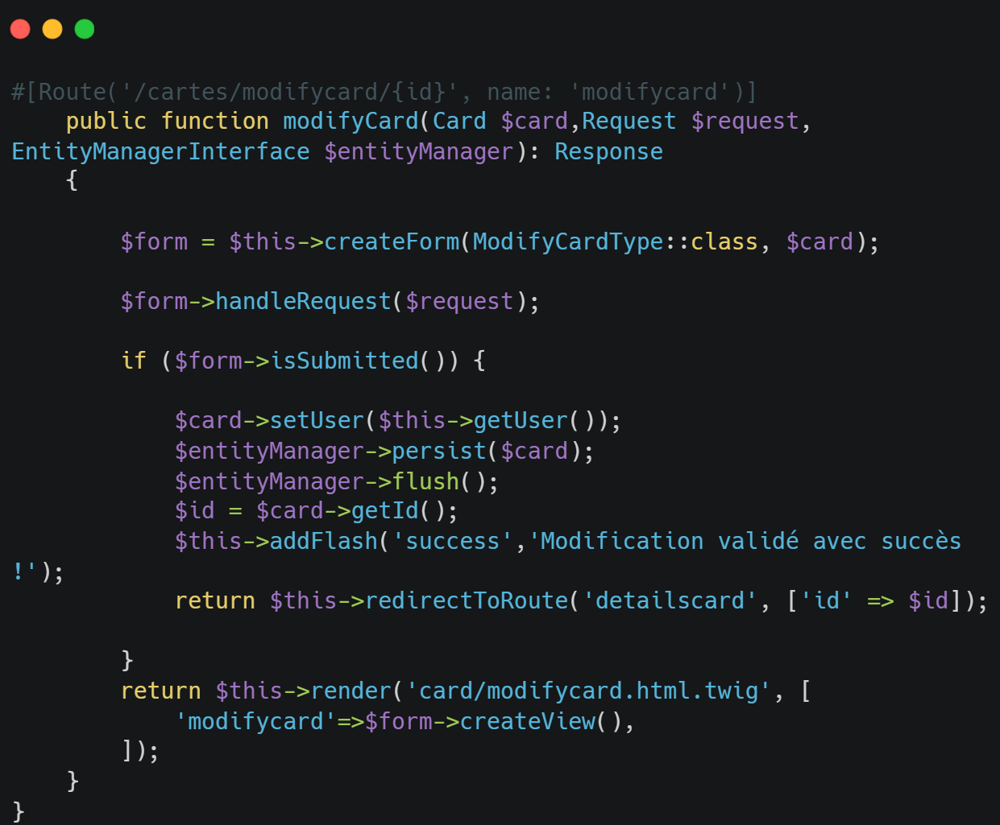 #[Route('/cartes/modifycard/{id}', name: 'modifycard')]
    public function modifyCard(Card $card,Request $request,
EntityManagerInterface $entityManager): Response
    {
        $form = $this->createForm(ModifyCardType::class, $card);
        $form->handleRequest($request);
        if ($form->isSubmitted()) {
            $card->setUser($this->getUser());
            $entityManager->persist($card);
            $entityManager->flush();
            $id = $card->getId();
            $this->addFlash('success','Modification validé avec succès
!');
            return $this->redirectToRoute('detailscard', ['id' => $id]);
        }
        return $this->render('card/modifycard.html.twig', [
            'modifycard'=>$form->createView(),
        ]);
    }
}